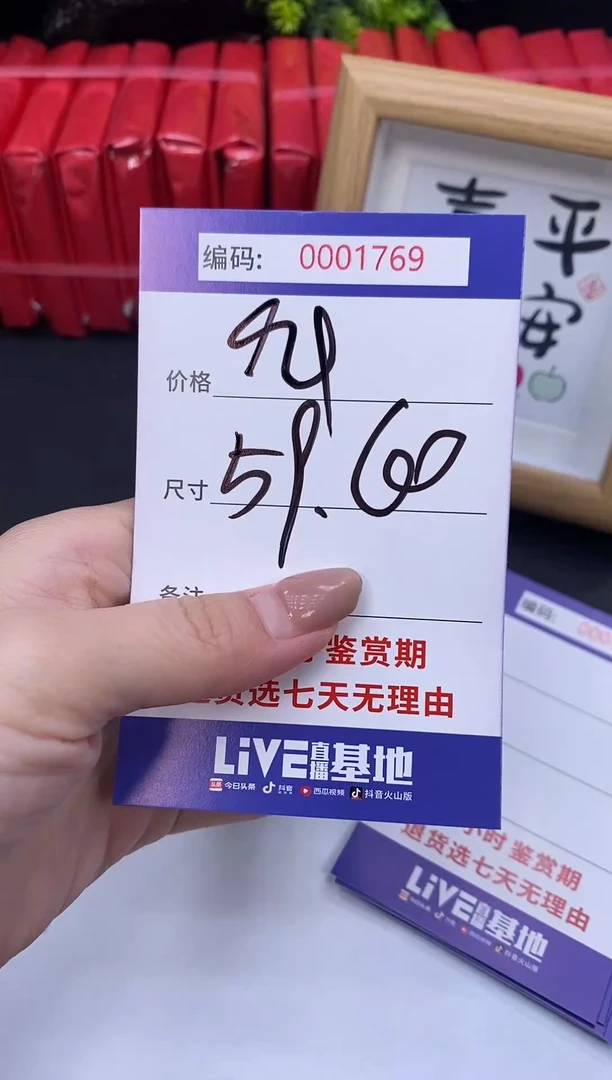 吉
平
安
编码: 0001769
价格
尺寸 59.60
备注
鉴赏期
退货选七天无理由
LiVE直播基地
今日头条 抖音 西瓜视频 抖音火山版
编码:
小时 鉴赏期
退货选七天无理由
LiVE直播基地